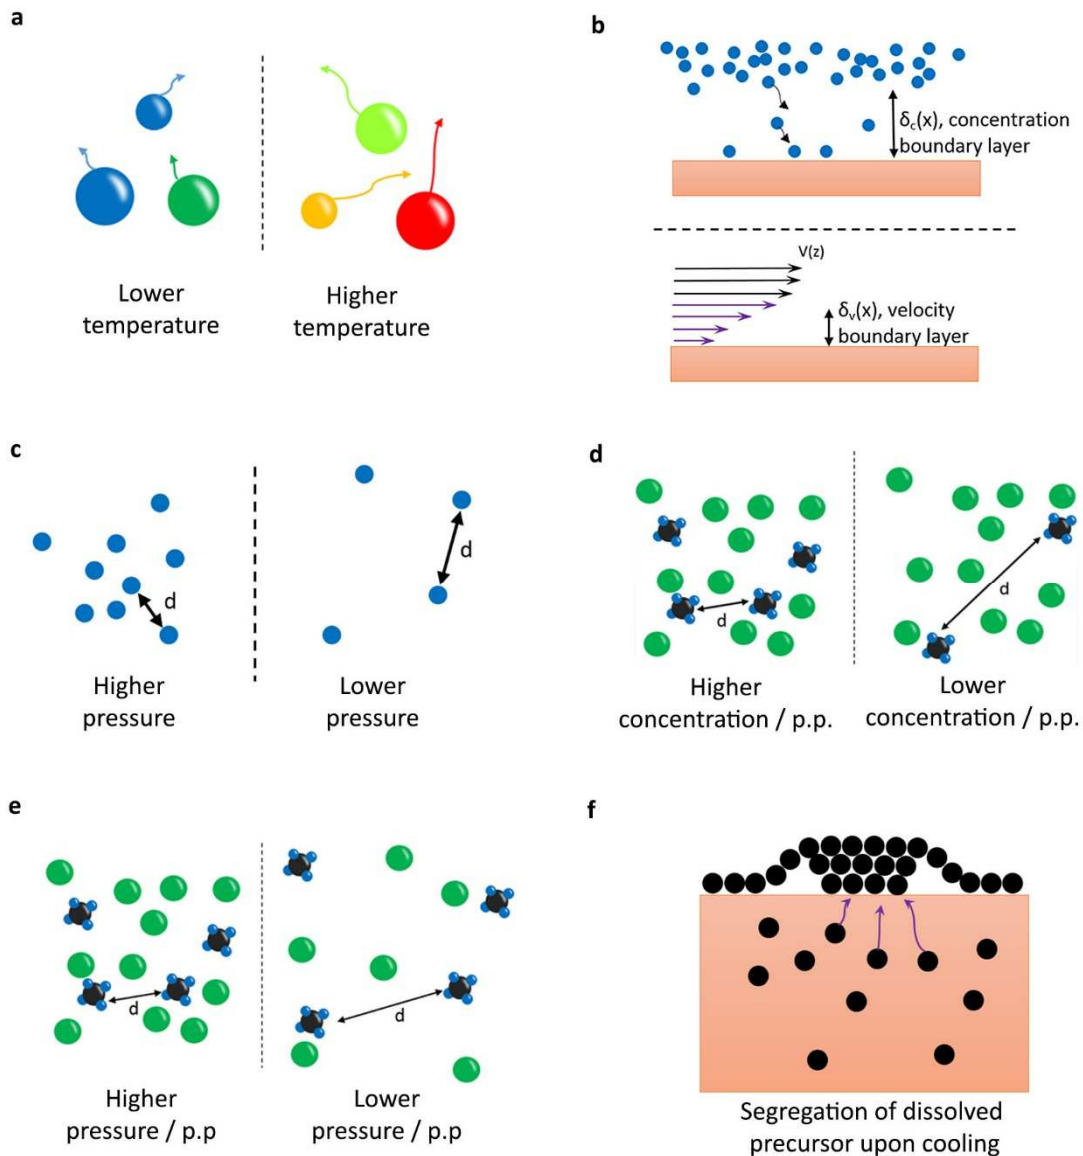 a
Lower
temperature
Higher
temperature
b
δc(x), concentration
boundary layer
V(z)
δv(x), velocity
boundary layer
c
d
Higher
pressure
d
Lower
pressure
d
d
Higher
concentration / p.p.
d
Lower
concentration / p.p.
e
d
Higher
pressure / p.p
d
Lower
pressure / p.p
f
Segregation of dissolved
precursor upon cooling